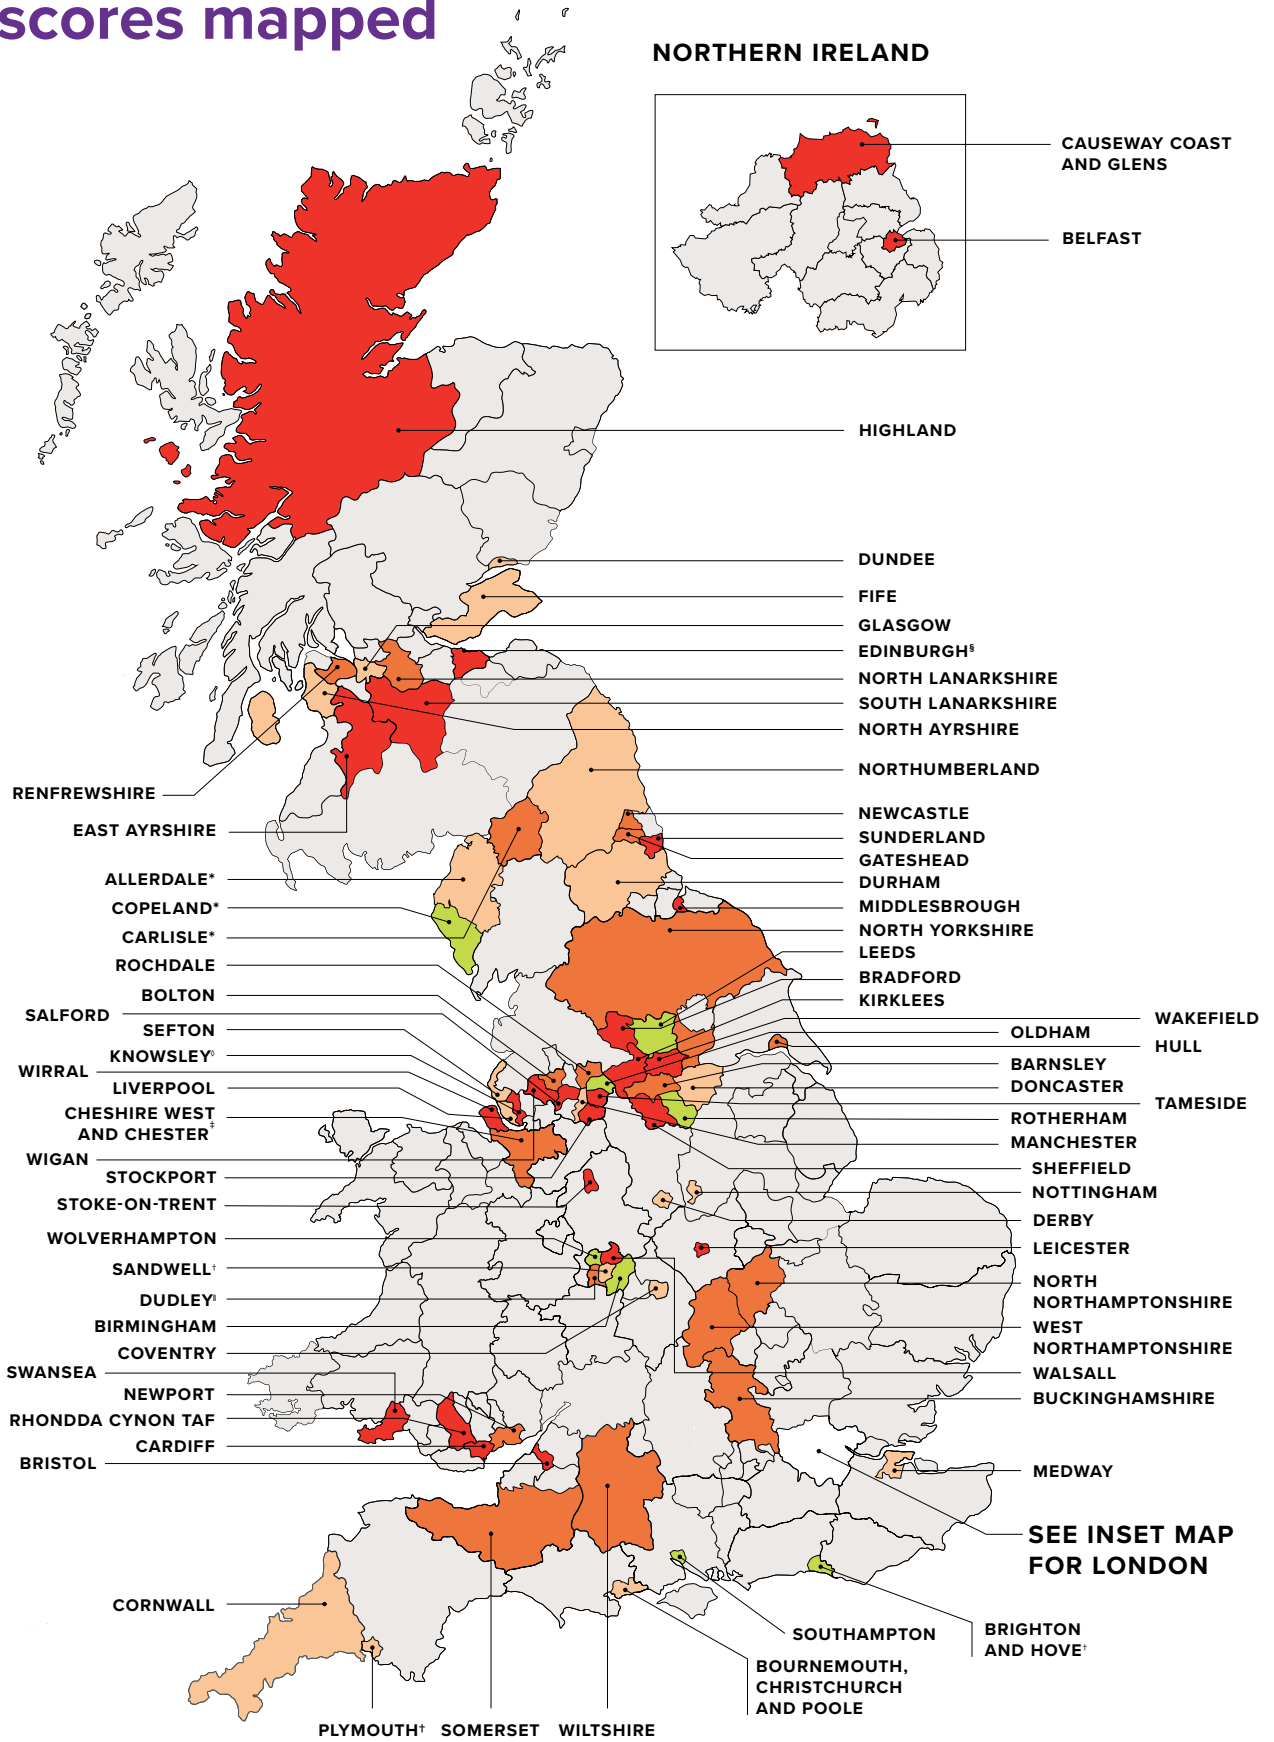 scores mapped
NORTHERN IRELAND
CAUSEWAY COAST
AND GLENS
BELFAST
HIGHLAND
DUNDEE
FIFE
GLASGOW
EDINBURGH§
NORTH LANARKSHIRE
SOUTH LANARKSHIRE
NORTH AYRSHIRE
NORTHUMBERLAND
RENFREWSHIRE
EAST AYRSHIRE
NEWCASTLE
SUNDERLAND
GATESHEAD
DURHAM
MIDDLESBROUGH
NORTH YORKSHIRE
LEEDS
BRADFORD
KIRKLEES
ALLERDALE*
COPELAND*
CARLISLE*
ROCHDALE
BOLTON
SALFORD
SEFTON
KNOWSLEY◊
WIRRAL
LIVERPOOL
CHESHIRE WEST
AND CHESTER‡
WIGAN
STOCKPORT
STOKE-ON-TRENT
WAKEFIELD
OLDHAM
HULL
BARNSLEY
DONCASTER
TAMESIDE
ROTHERHAM
MANCHESTER
SHEFFIELD
NOTTINGHAM
DERBY
LEICESTER
NORTH
NORTHAMPTONSHIRE
WEST
NORTHAMPTONSHIRE
WALSALL
BUCKINGHAMSHIRE
WOLVERHAMPTON
SANDWELL†
DUDLEY‖
BIRMINGHAM
COVENTRY
SWANSEA
NEWPORT
RHONDDA CYNON TAF
CARDIFF
BRISTOL
MEDWAY
SEE INSET MAP
FOR LONDON
CORNWALL
SOUTHAMPTON
BRIGHTON
AND HOVE†
BOURNEMOUTH,
CHRISTCHURCH
AND POOLE
PLYMOUTH† SOMERSET WILTSHIRE